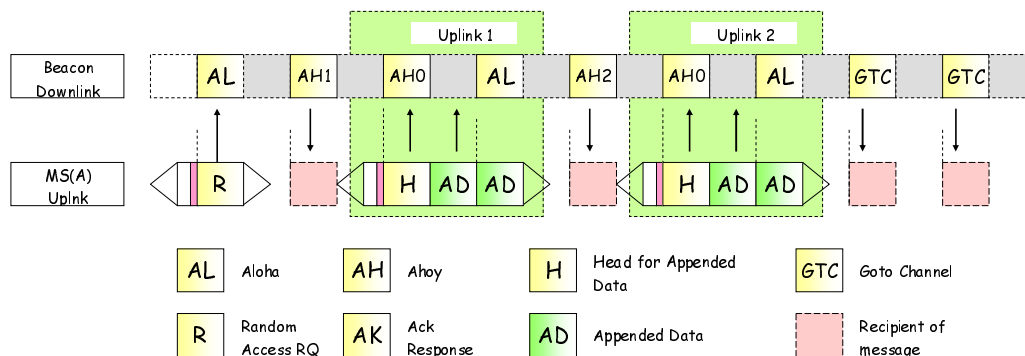 Uplink 1
Uplink 2
Beacon
Downlink
AL
AH1
AH0
AL
AH2
AH0
AL
GTC
GTC
MS(A)
Uplnk
R
H
AD
AD
H
AD
AD
AL
Aloha
AH
Ahoy
H
Head for Appended
Data
GTC
Goto Channel
R
Random
Access RQ
AK
Ack
Response
AD
Appended Data
Recipient of
message